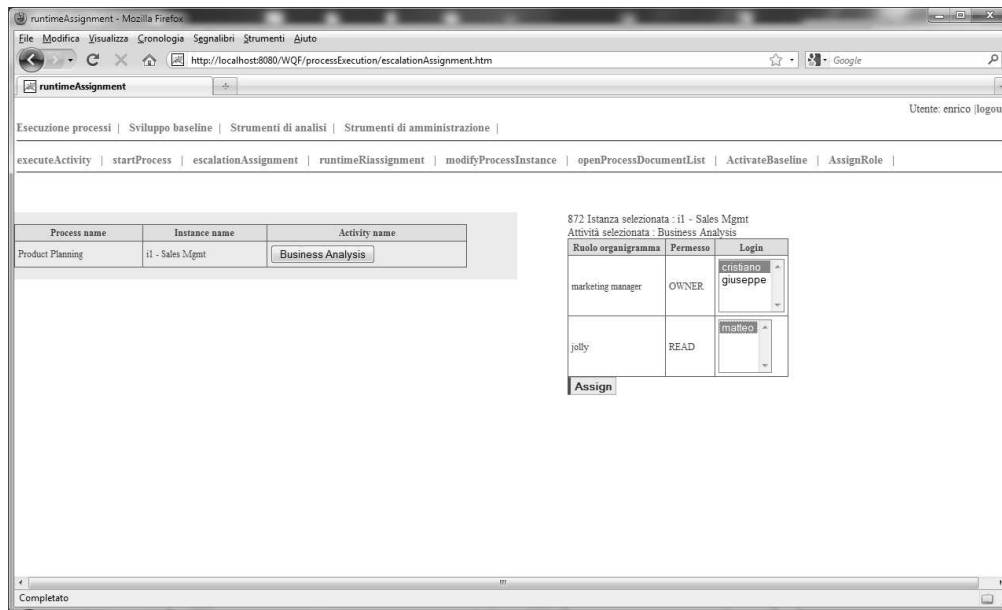 runtimeAssignment - Mozilla Firefox
File Modifica Visualizza Cronologia Segnalibri Strumenti Aiuto
http://localhost:8080/WQF/processExecution/escalationAssignment.htm
Google
runtimeAssignment
Utente: enrico |logou
Esecuzione processi | Sviluppo baseline | Strumenti di analisi | Strumenti di amministrazione |
executeActivity | startProcess | escalationAssignment | runtimeRiassignment | modifyProcessInstance | openProcessDocumentList | ActivateBaseline | AssignRole |
Process name Instance name Activity name
Product Planning i1 - Sales Mgmt Business Analysis
872 Istanza selezionata : i1 - Sales Mgmt
Attività selezionata : Business Analysis
Ruolo organigramma Permesso Login
marketing manager OWNER cristiano
giuseppe
jolly READ matteo
Assign
Completato